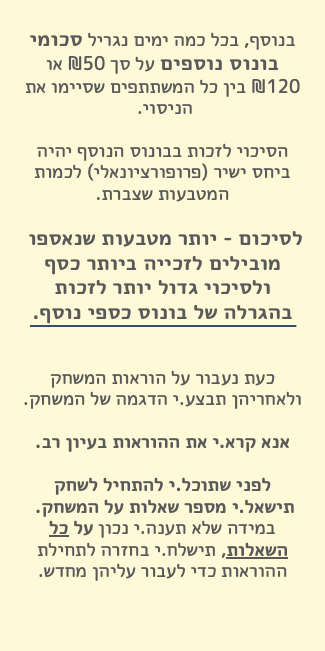 בנוסף, בכל כמה ימים נגריל סכומי
בונוס נוספים על סך ₪50 או
₪120 בין כל המשתתפים שסיימו את
הניסוי.
הסיכוי לזכות בבונוס הנוסף יהיה
ביחס ישיר (פרופורציונאלי) לכמות
המטבעות שצברת.
לסיכום - יותר מטבעות שנאספו
מובילים לזכייה ביותר כסף
ולסיכוי גדול יותר לזכות
בהגרלה של בונוס כספי נוסף.
כעת נעבור על הוראות המשחק
ולאחריהן תבצע.י הדגמה של המשחק.
אנא קרא.י את ההוראות בעיון רב.
לפני שתוכל.י להתחיל לשחק
תישאל.י מספר שאלות על המשחק.
במידה שלא תענה.י נכון על כל
השאלות, תישלח.י בחזרה לתחילת
ההוראות כדי לעבור עליהן מחדש.